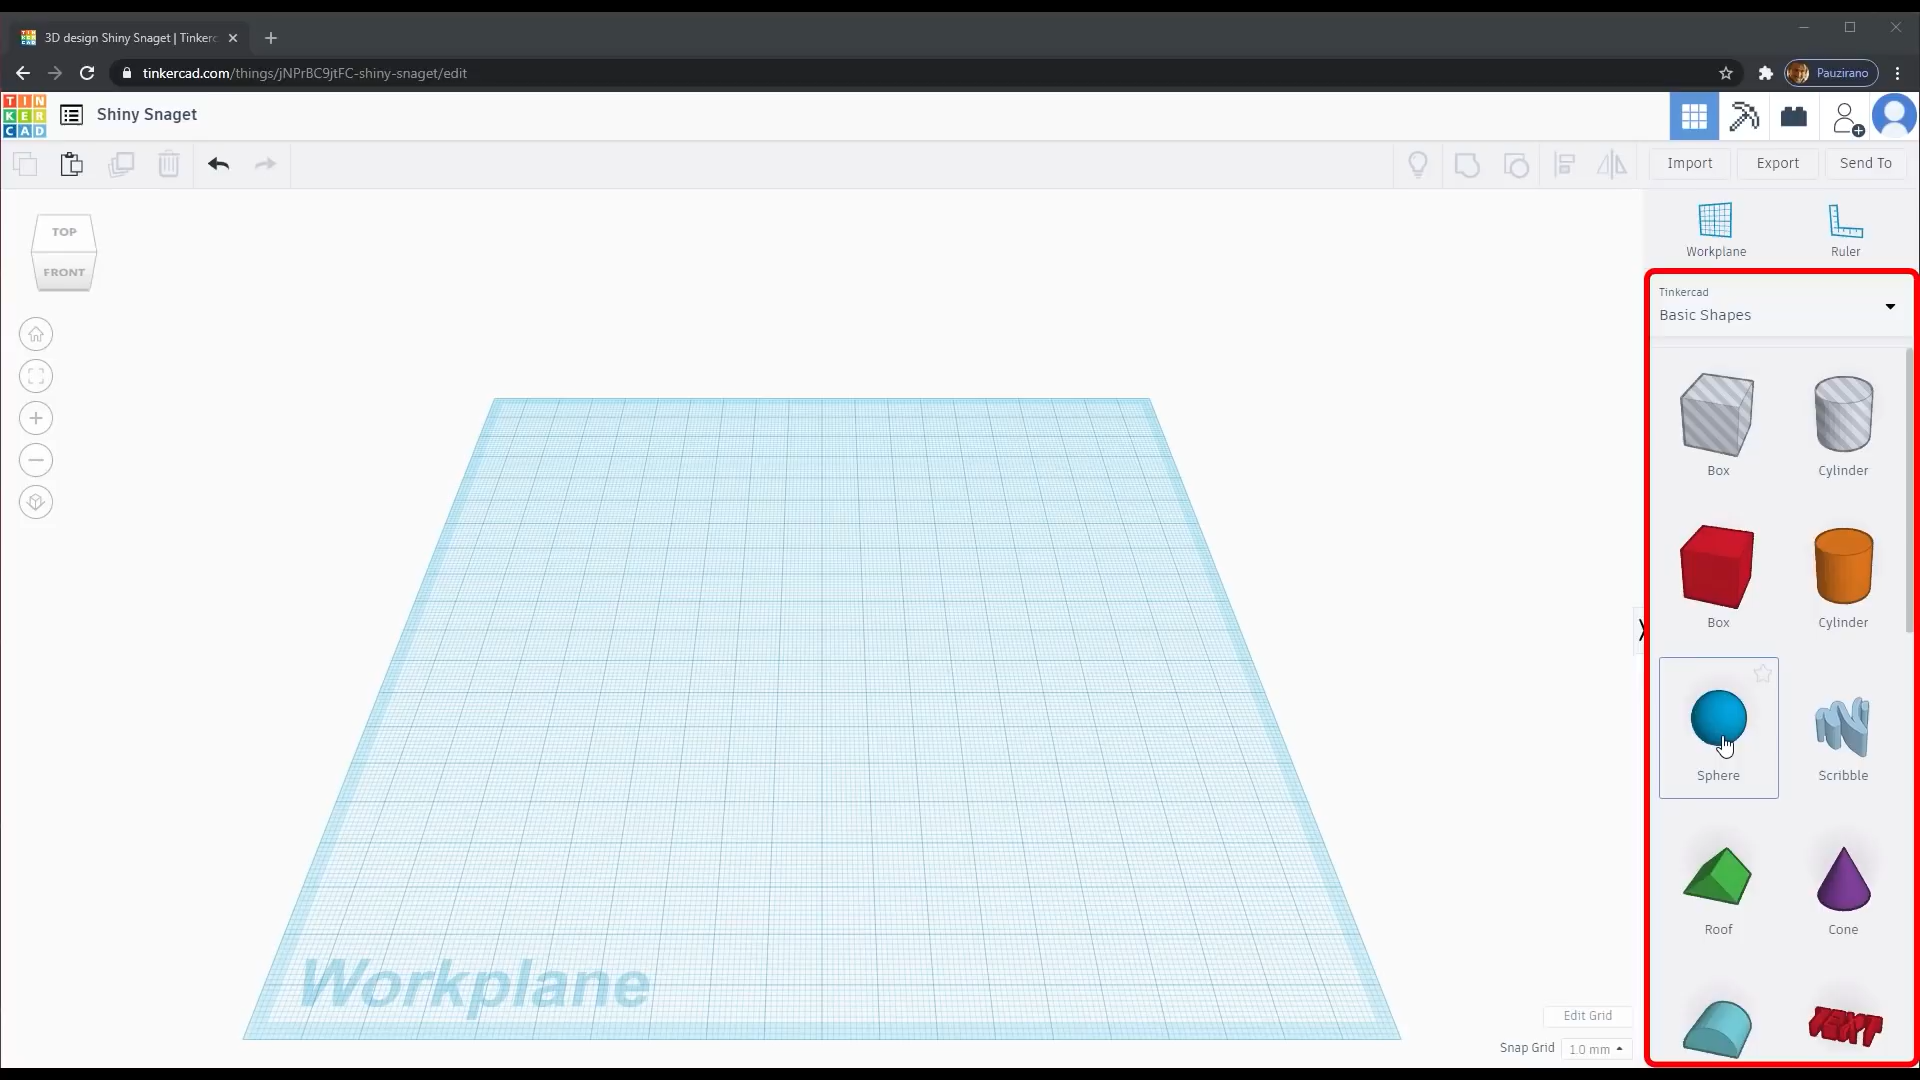 3D design Shiny Snaget | Tinkerc
tinkercad.com/things/jNPrBC9jtFC-shiny-snaget/edit
Pauzirano
TIN
KER
CAD
Shiny Snaget
Import
Export
Send To
TOP
FRONT
Workplane
Ruler
Tinkercad
Basic Shapes
Box
Cylinder
Box
Cylinder
Sphere
Scribble
Roof
Cone
TEXT
Workplane
Edit Grid
Snap Grid
1.0 mm